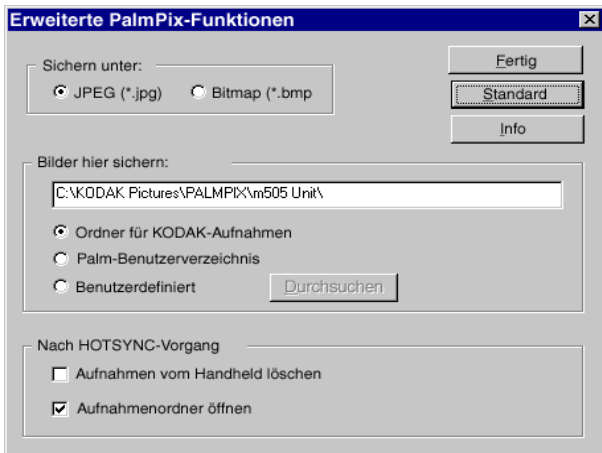 Erweiterte PalmPix-Funktionen
Sichern unter:
JPEG (*.jpg) Bitmap (*.bmp
Fertig
Standard
Info
Bilder hier sichern:
C:\KODAK Pictures\PALMPIX\m505 Unit\
Ordner für KODAK-Aufnahmen
Palm-Benutzerverzeichnis
Benutzerdefiniert Durchsuchen
Nach HOTSYNC-Vorgang
Aufnahmen vom Handheld löschen
Aufnahmenordner öffnen